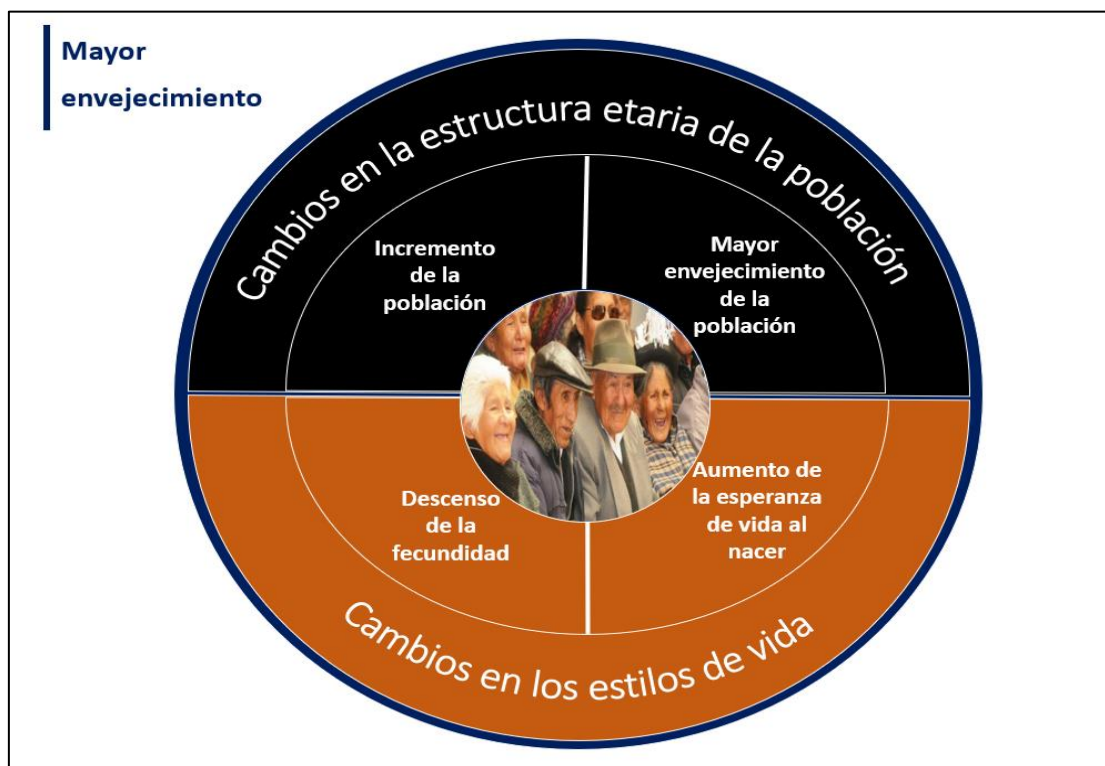 Mayor
envejecimiento
Cambios en la estructura etaria de la población
Incremento
de la
población
Mayor
envejecimiento
de la
población
Descenso
de la
fecundidad
Aumento de
la esperanza
de vida al
nacer
Cambios en los estilos de vida